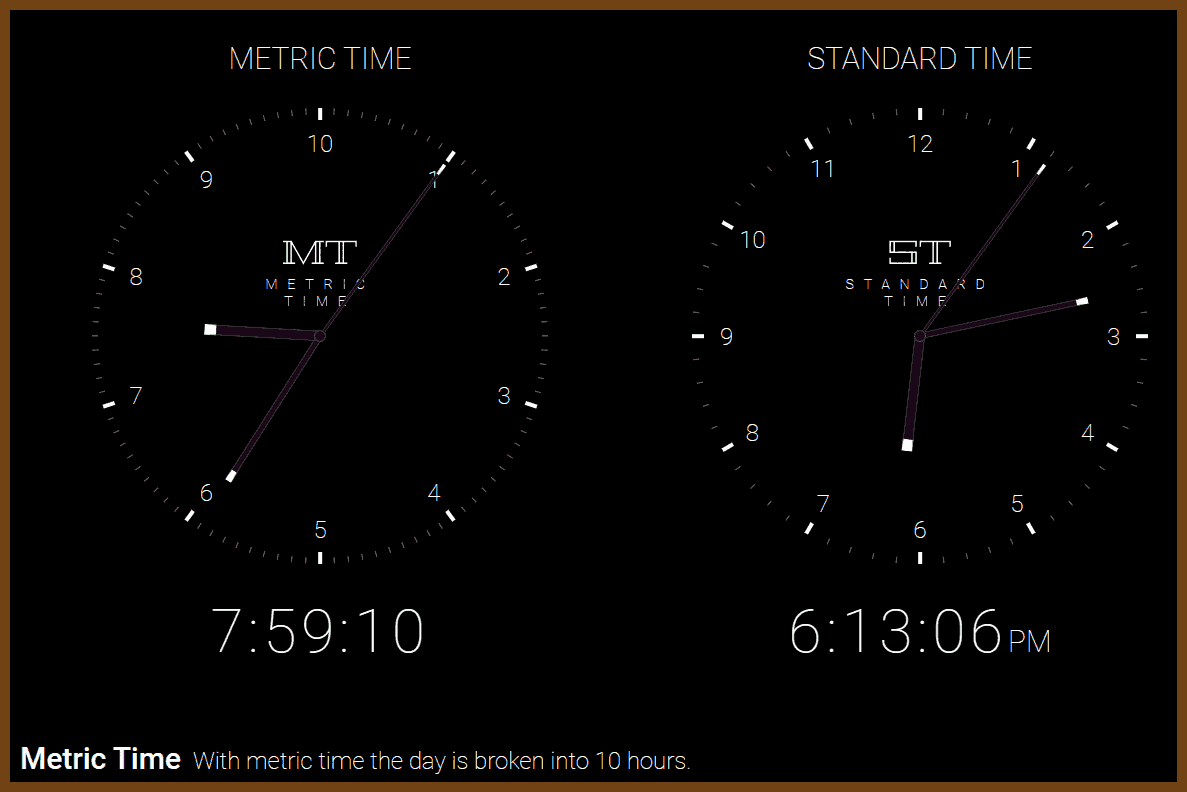 METRIC TIME
10
1
2
3
4
5
6
7
8
9
MT
METRIC
TIME
7:59:10
STANDARD TIME
12
1
2
3
4
5
6
7
8
9
10
11
ST
STANDARD
TIME
6:13:06 PM
Metric Time With metric time the day is broken into 10 hours.